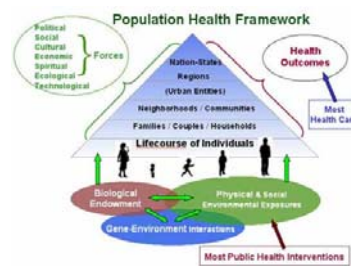 Population Health Framework
Political
Social
Cultural
Economic
Spiritual
Ecological
Technological
Forces
Nation-States
Regions
(Urban Entities)
Neighborhoods / Communities
Families / Couples / Households
Lifecourse of Individuals
Health
Outcomes
Most
Health Car
Biological
Endowment
Physical & Social
Environmental Exposures
Gene-Environment Interactions
Most Public Health Interventions